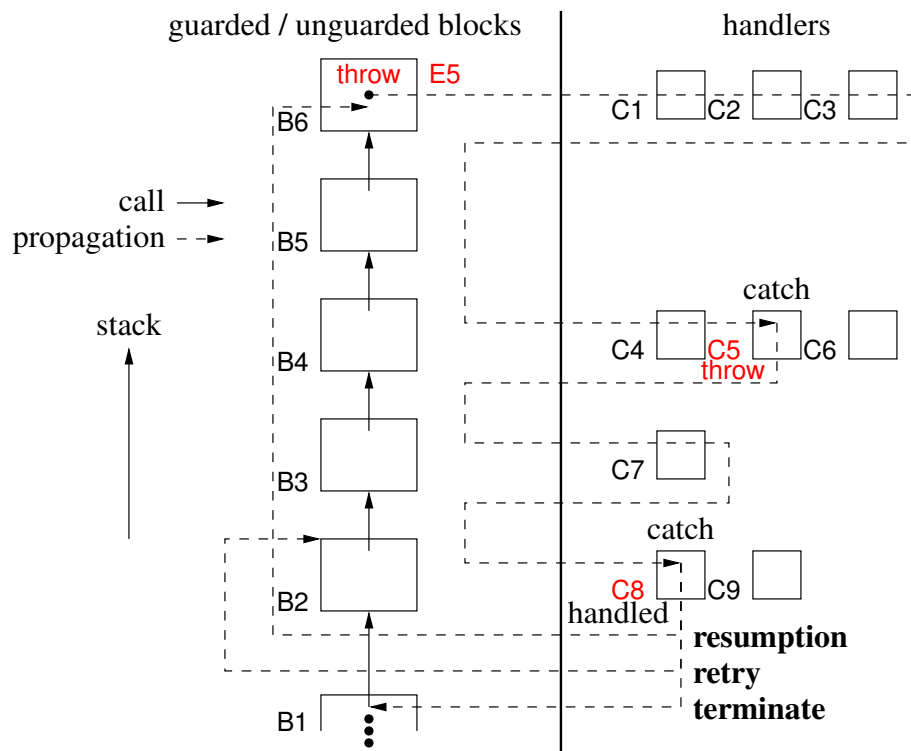 guarded / unguarded blocks
handlers
throw E5
B6
C1 C2 C3
call
propagation
B5
catch
stack
C4 C5 C6
throw
B4
C7
B3
catch
B2
C8 C9
handled
resumption
retry
terminate
B1